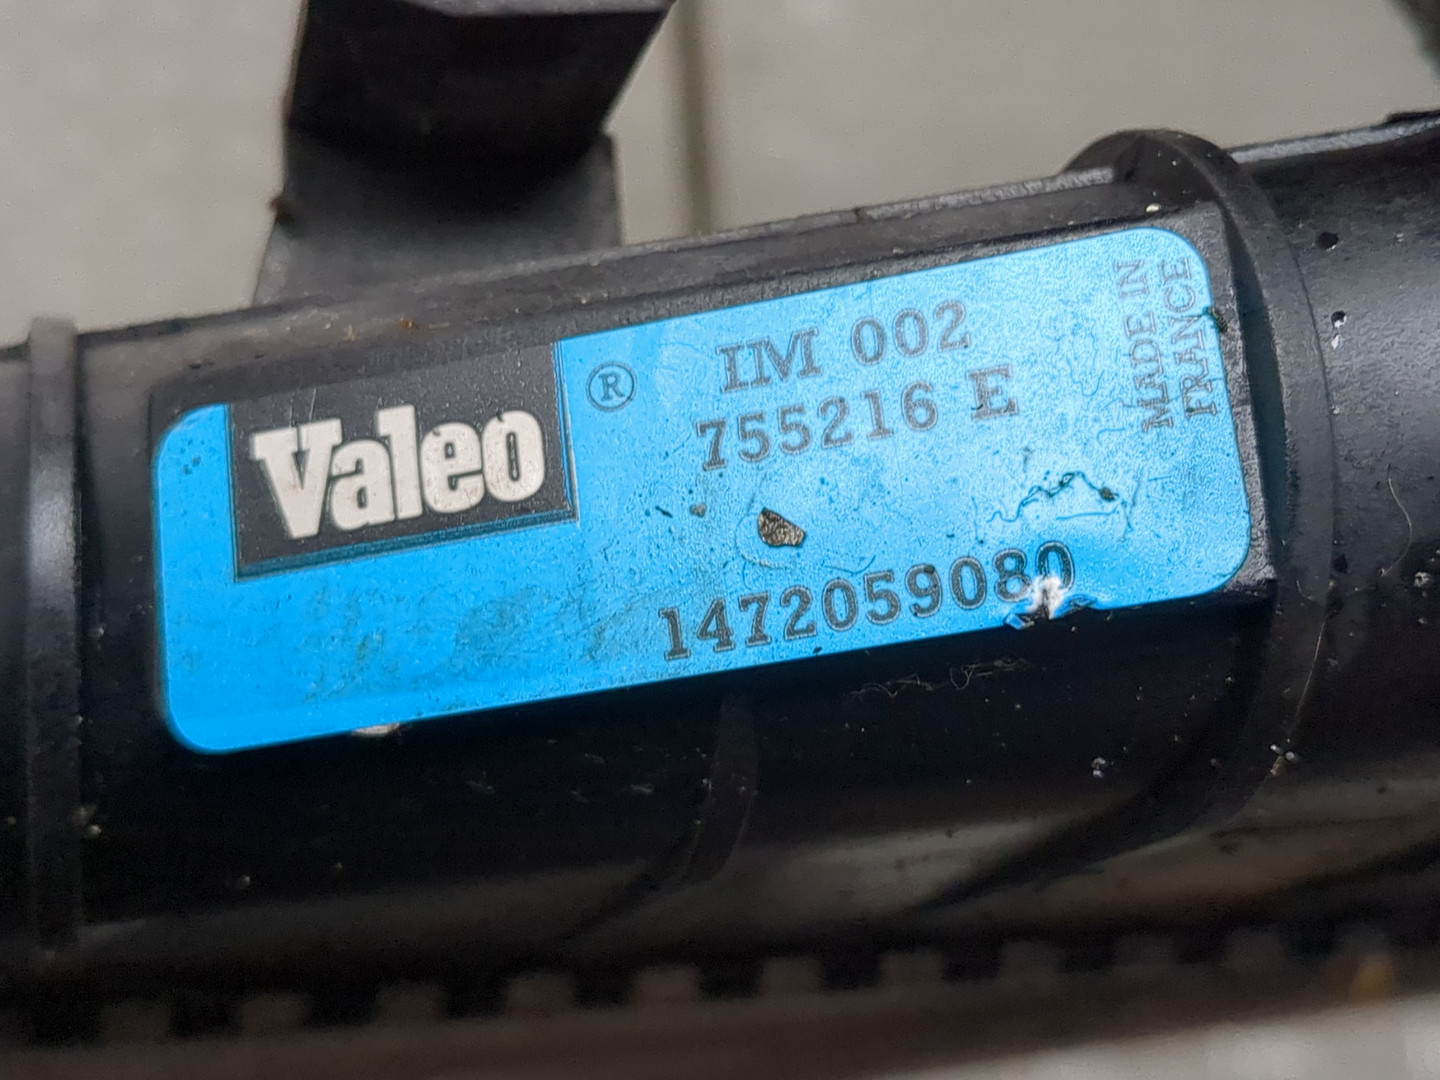 Valeo ®
IM 002
755216 E
1472059080
MADE IN
FRANCE